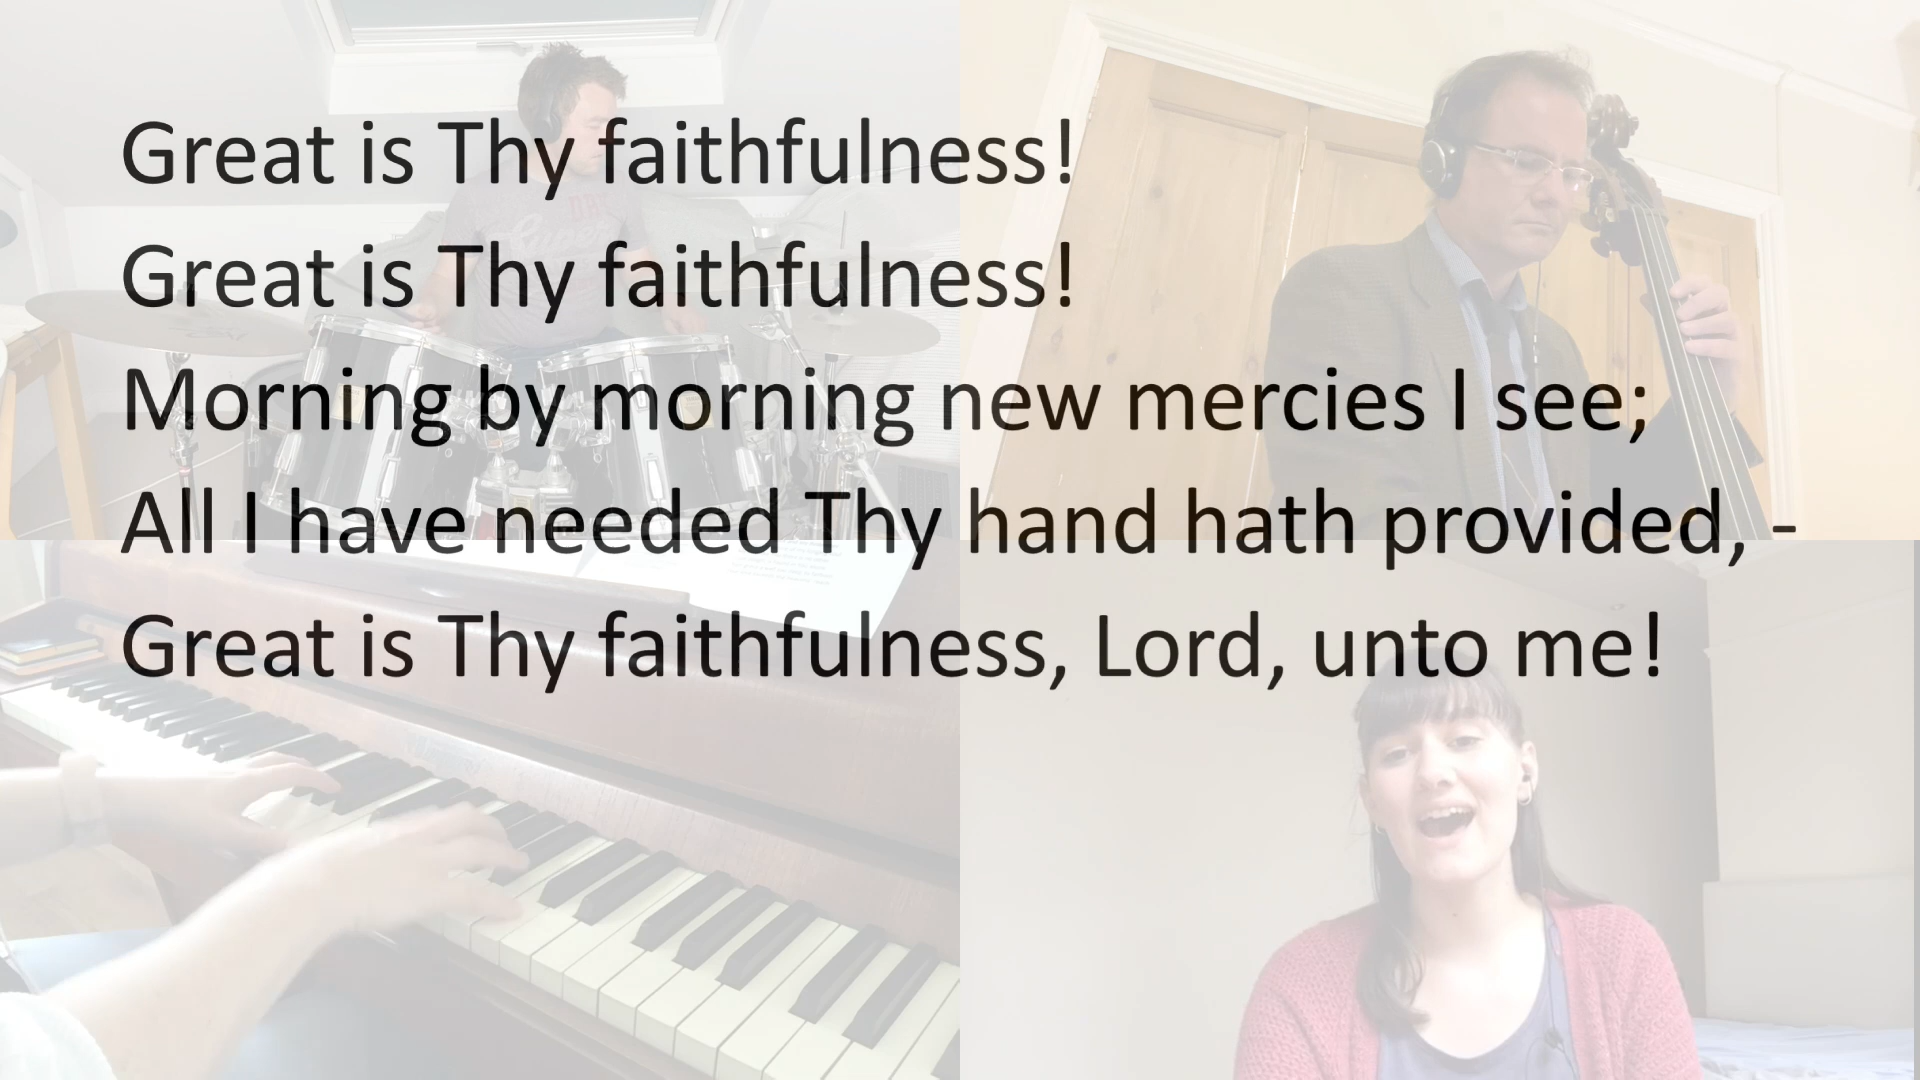 Great is Thy faithfulness!
Great is Thy faithfulness!
Morning by morning new mercies I see;
All I have needed Thy hand hath provided, -
Great is Thy faithfulness, Lord, unto me!